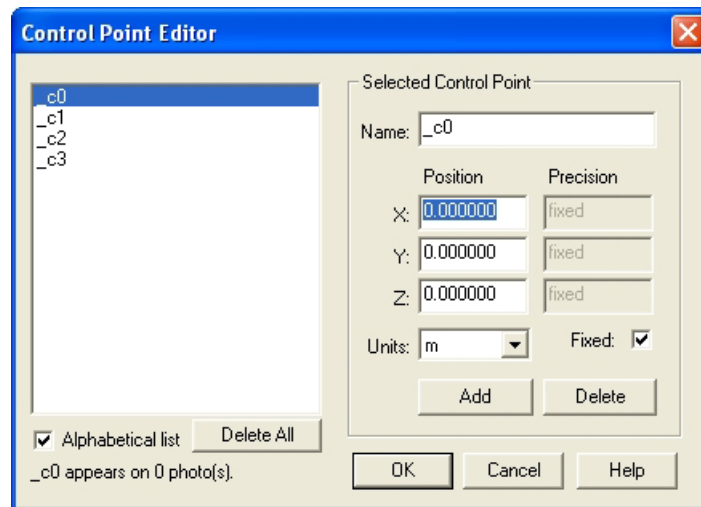 Control Point Editor
_c0
_c1
_c2
_c3
Alphabetical list
Delete All
_c0 appears on 0 photo(s).
Selected Control Point
Name: _c0
Position Precision
X: 0.000000 fixed
Y: 0.000000 fixed
Z: 0.000000 fixed
Units: m Fixed:
Add Delete
OK Cancel Help